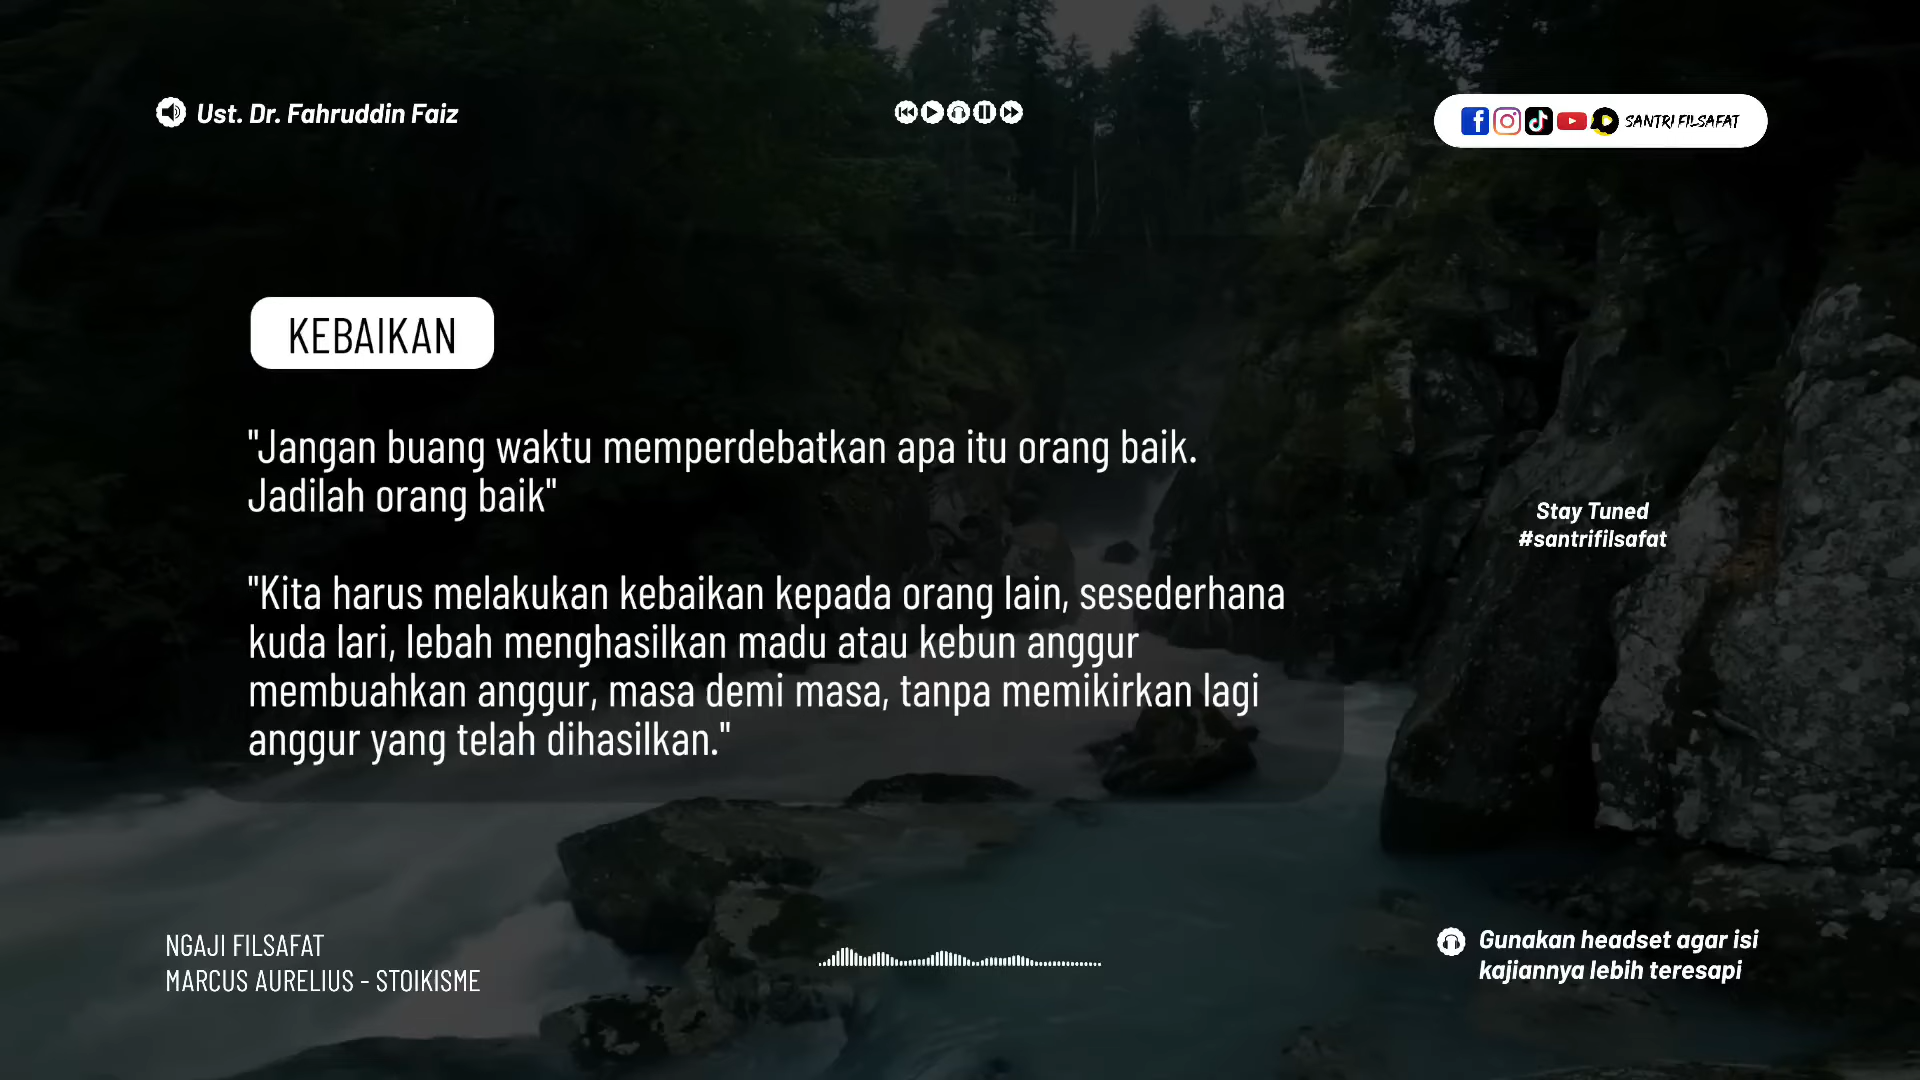 Ust. Dr. Fahruddin Faiz
SANTRI FILSAFAT
KEBAIKAN
"Jangan buang waktu memperdebatkan apa itu orang baik.
Jadilah orang baik"
"Kita harus melakukan kebaikan kepada orang lain, sesederhana
kuda lari, lebah menghasilkan madu atau kebun anggur
membuahkan anggur, masa demi masa, tanpa memikirkan lagi
anggur yang telah dihasilkan."
Stay Tuned
#santrifilsafat
NGAJI FILSAFAT
MARCUS AURELIUS - STOIKISME
Gunakan headset agar isi
kajiannya lebih teresapi